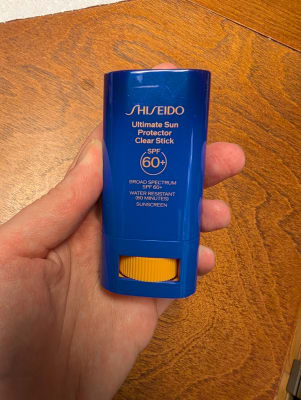 SHISEIDO
Ultimate Sun
Protector
Clear Stick
SPF
60+
BROAD SPECTRUM
SPF 60+
WATER RESISTANT
(80 MINUTES)
SUNSCREEN